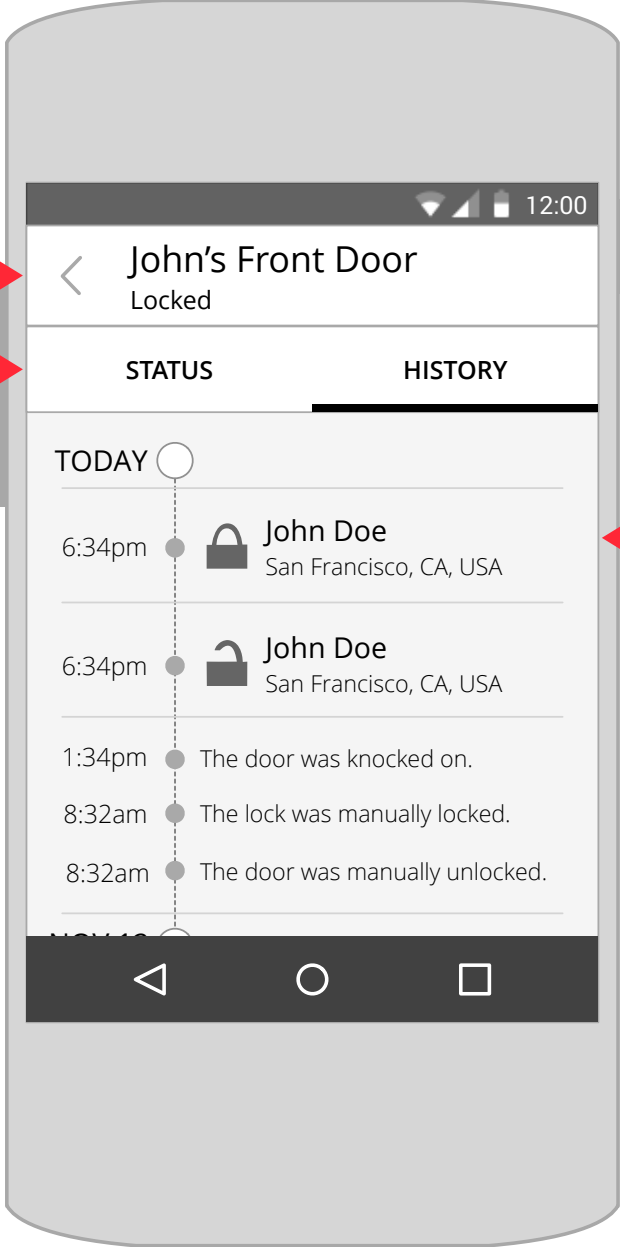 12:00
John’s Front Door
Locked
STATUS HISTORY
TODAY
6:34pm John Doe
San Francisco, CA, USA
6:34pm John Doe
San Francisco, CA, USA
1:34pm The door was knocked on.
8:32am The lock was manually locked.
8:32am The door was manually unlocked.